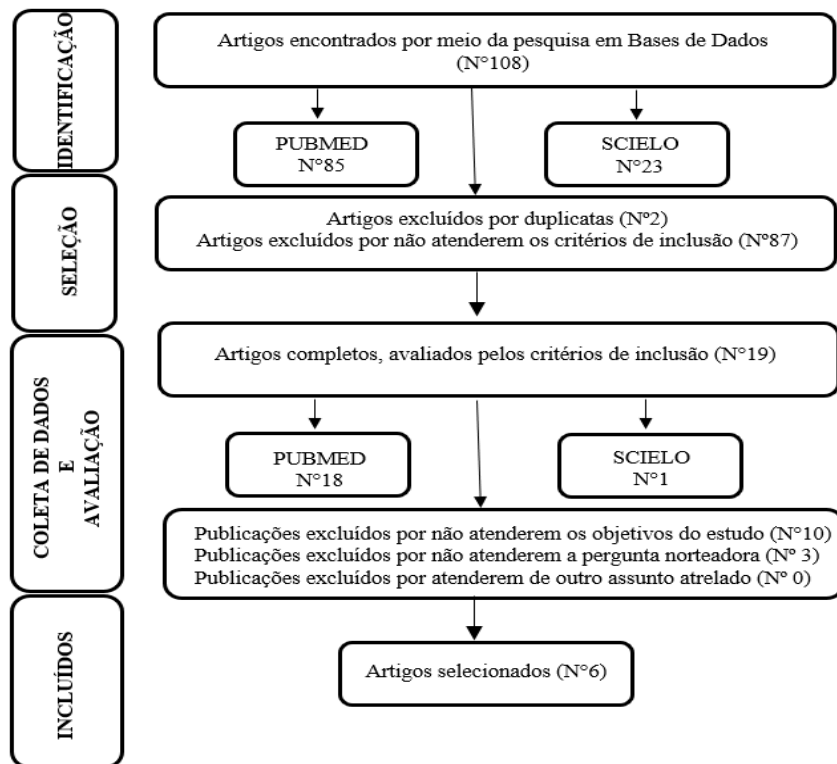 IDENTIFICAÇÃO
Artigos encontrados por meio da pesquisa em Bases de Dados
(N°108)
PUBMED
N°85
SCIELO
N°23
SELEÇÃO
Artigos excluídos por duplicatas (Nº2)
Artigos excluídos por não atenderem os critérios de inclusão (Nº87)
COLETA DE DADOS
E
AVALIAÇÃO
Artigos completos, avaliados pelos critérios de inclusão (N°19)
PUBMED
N°18
SCIELO
N°1
Publicações excluídos por não atenderem os objetivos do estudo (N°10)
Publicações excluídos por não atenderem a pergunta norteadora (Nº 3)
Publicações excluídos por atenderem de outro assunto atrelado (Nº 0)
INCLUÍDOS
Artigos selecionados (N°6)